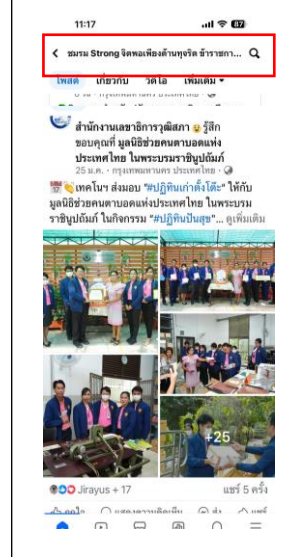 11:17
87
ชมรม Strong จิตพอเพียงต้านทุจริต ข้าราชกา...
โพสต์ เกี่ยวกับ วิดีโอ เพิ่มเติม
สำนักงานเลขาธิการวุฒิสภา รู้สึก
ขอบคุณที่ มูลนิธิช่วยคนตาบอดแห่ง
ประเทศไทย ในพระบรมราชินูปถัมภ์
25 ม.ค. • กรุงเทพมหานคร ประเทศไทย •
เทคโนฯ ส่งมอบ "#ปฏิทินเก่าตั้งโต๊ะ" ให้กับ
มูลนิธิช่วยคนตาบอดแห่งประเทศไทย ในพระบรม
ราชินูปถัมภ์ ในกิจกรรม "#ปฏิทินปันสุข"... ดูเพิ่มเติม
+25
Jirayus + 17
แชร์ 5 ครั้ง